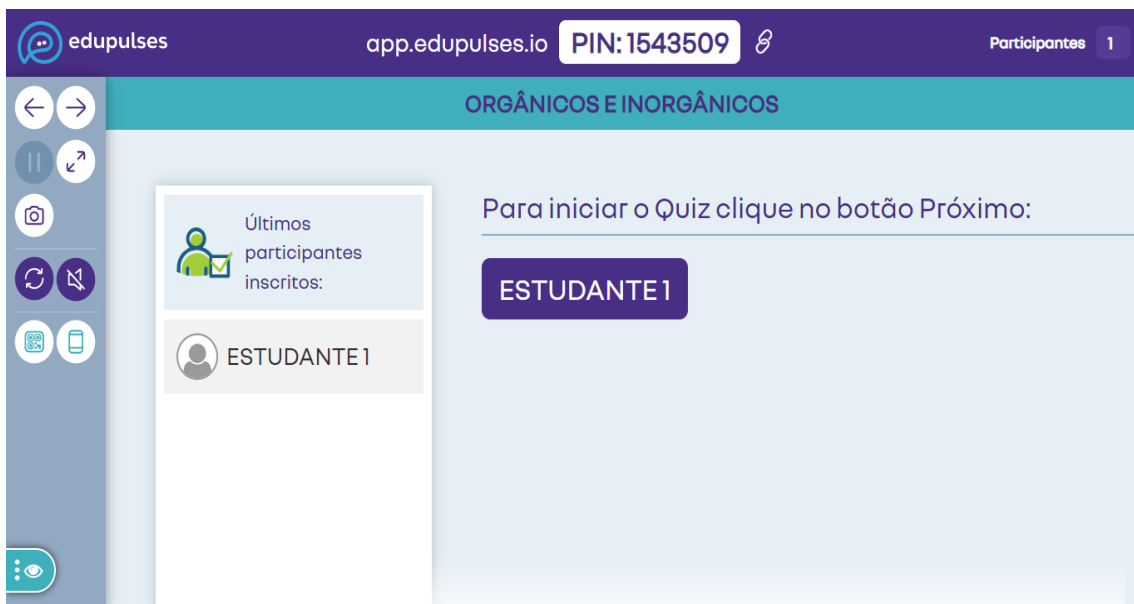 edupulses
app.edupulses.io PIN: 1543509
Participantes 1
ORGÂNICOS E INORGÂNICOS
Últimos
participantes
inscritos:
ESTUDANTE 1
Para iniciar o Quiz clique no botão Próximo:
ESTUDANTE 1